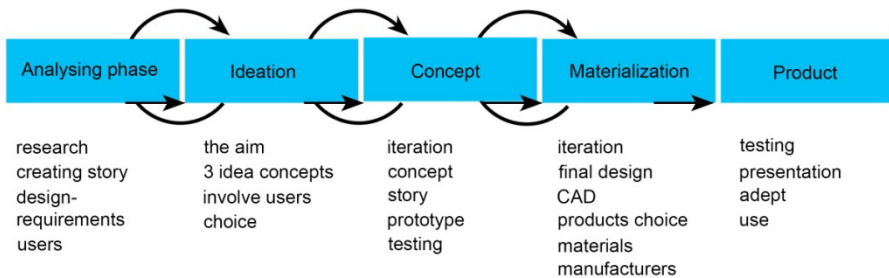 Analysing phase
Ideation
Concept
Materialization
Product
research
creating story
design-
requirements
users
the aim
3 idea concepts
involve users
choice
iteration
concept
story
prototype
testing
iteration
final design
CAD
products choice
materials
manufacturers
testing
presentation
adept
use